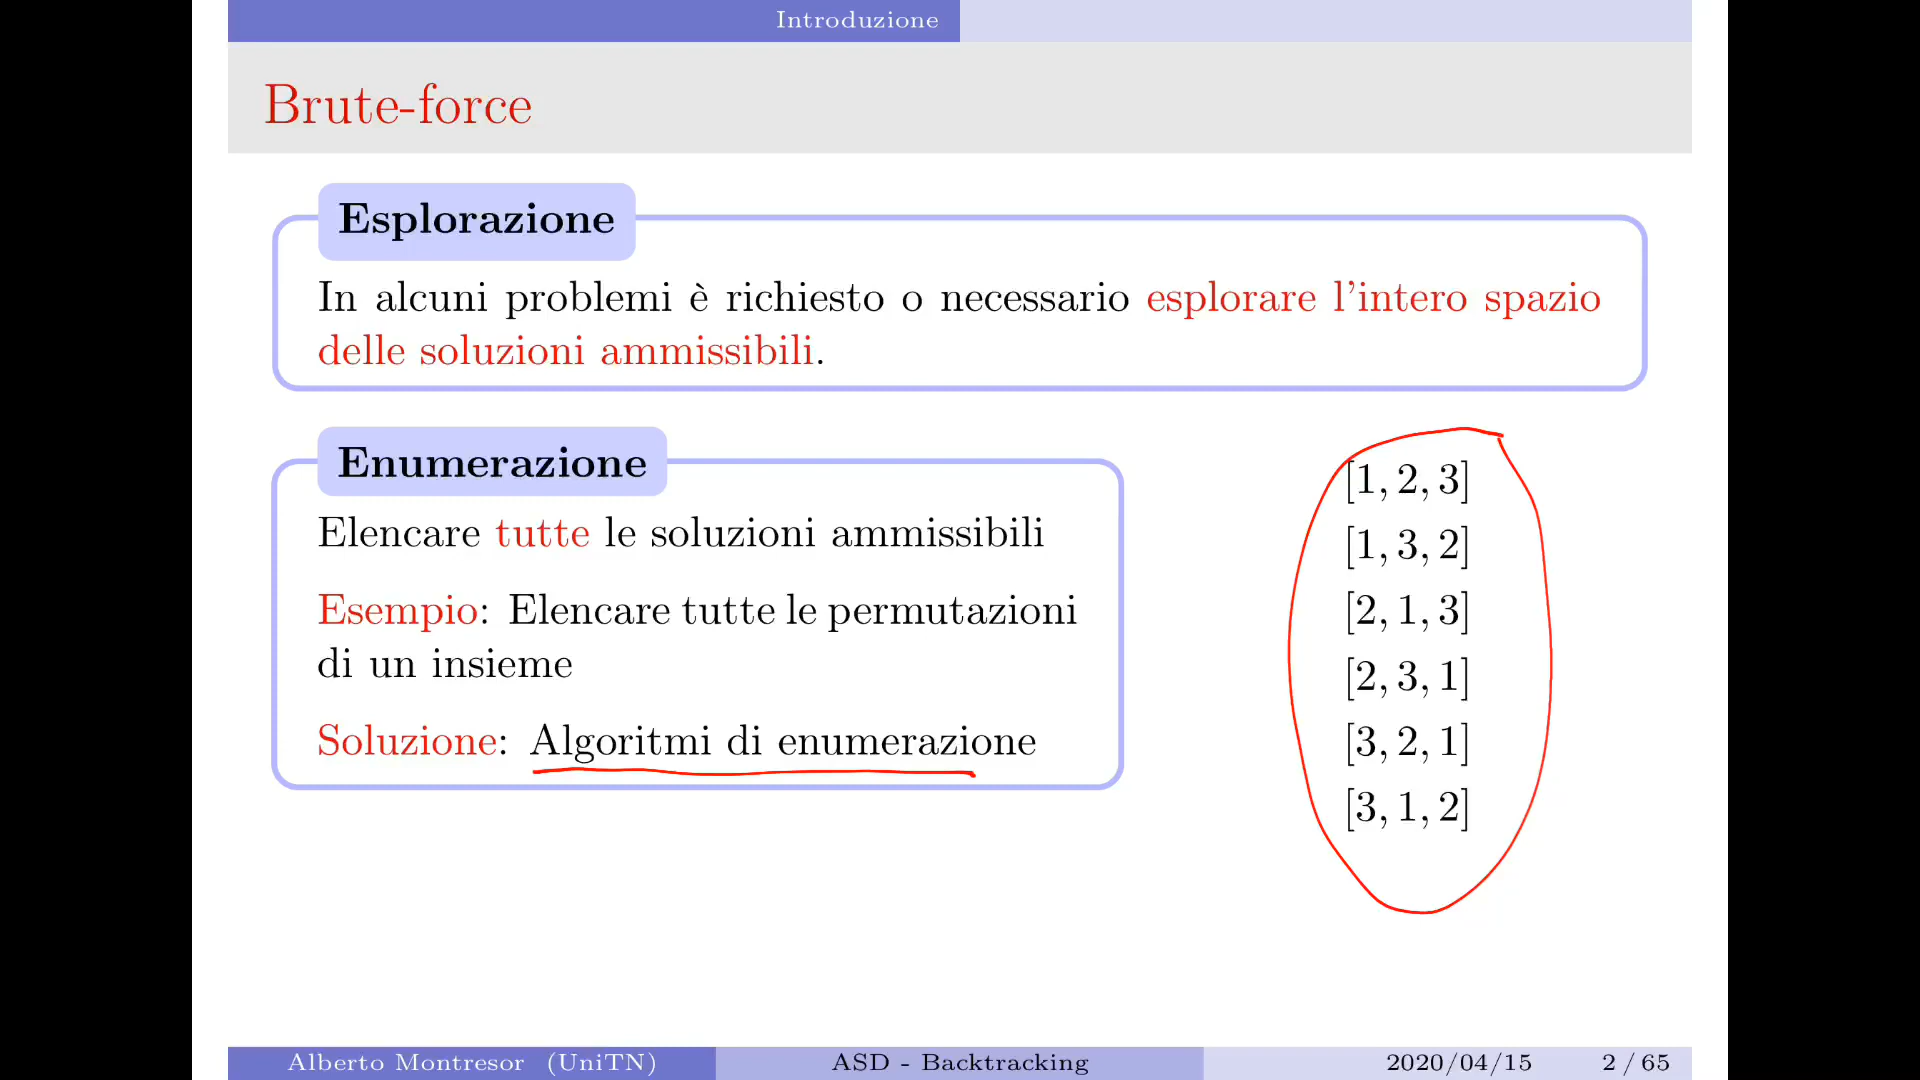 Introduzione
Brute-force
Esplorazione
In alcuni problemi è richiesto o necessario esplorare l'intero spazio
delle soluzioni ammissibili.
Enumerazione
Elencare tutte le soluzioni ammissibili
Esempio: Elencare tutte le permutazioni
di un insieme
Soluzione: Algoritmi di enumerazione
[1, 2, 3]
[1, 3, 2]
[2, 1, 3]
[2, 3, 1]
[3, 2, 1]
[3, 1, 2]
Alberto Montresor (UniTN) ASD - Backtracking 2020/04/15 2 / 65